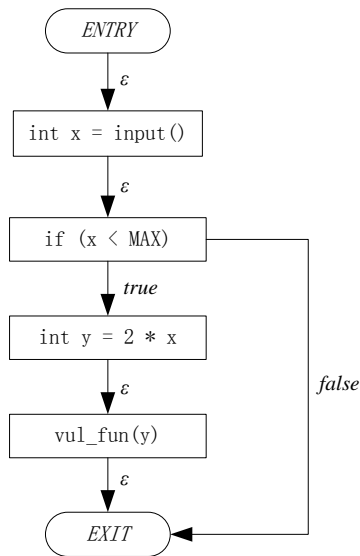 ENTRY
ε
int x = input()
ε
if (x < MAX)
true
int y = 2 * x
false
ε
vul_fun(y)
ε
EXIT